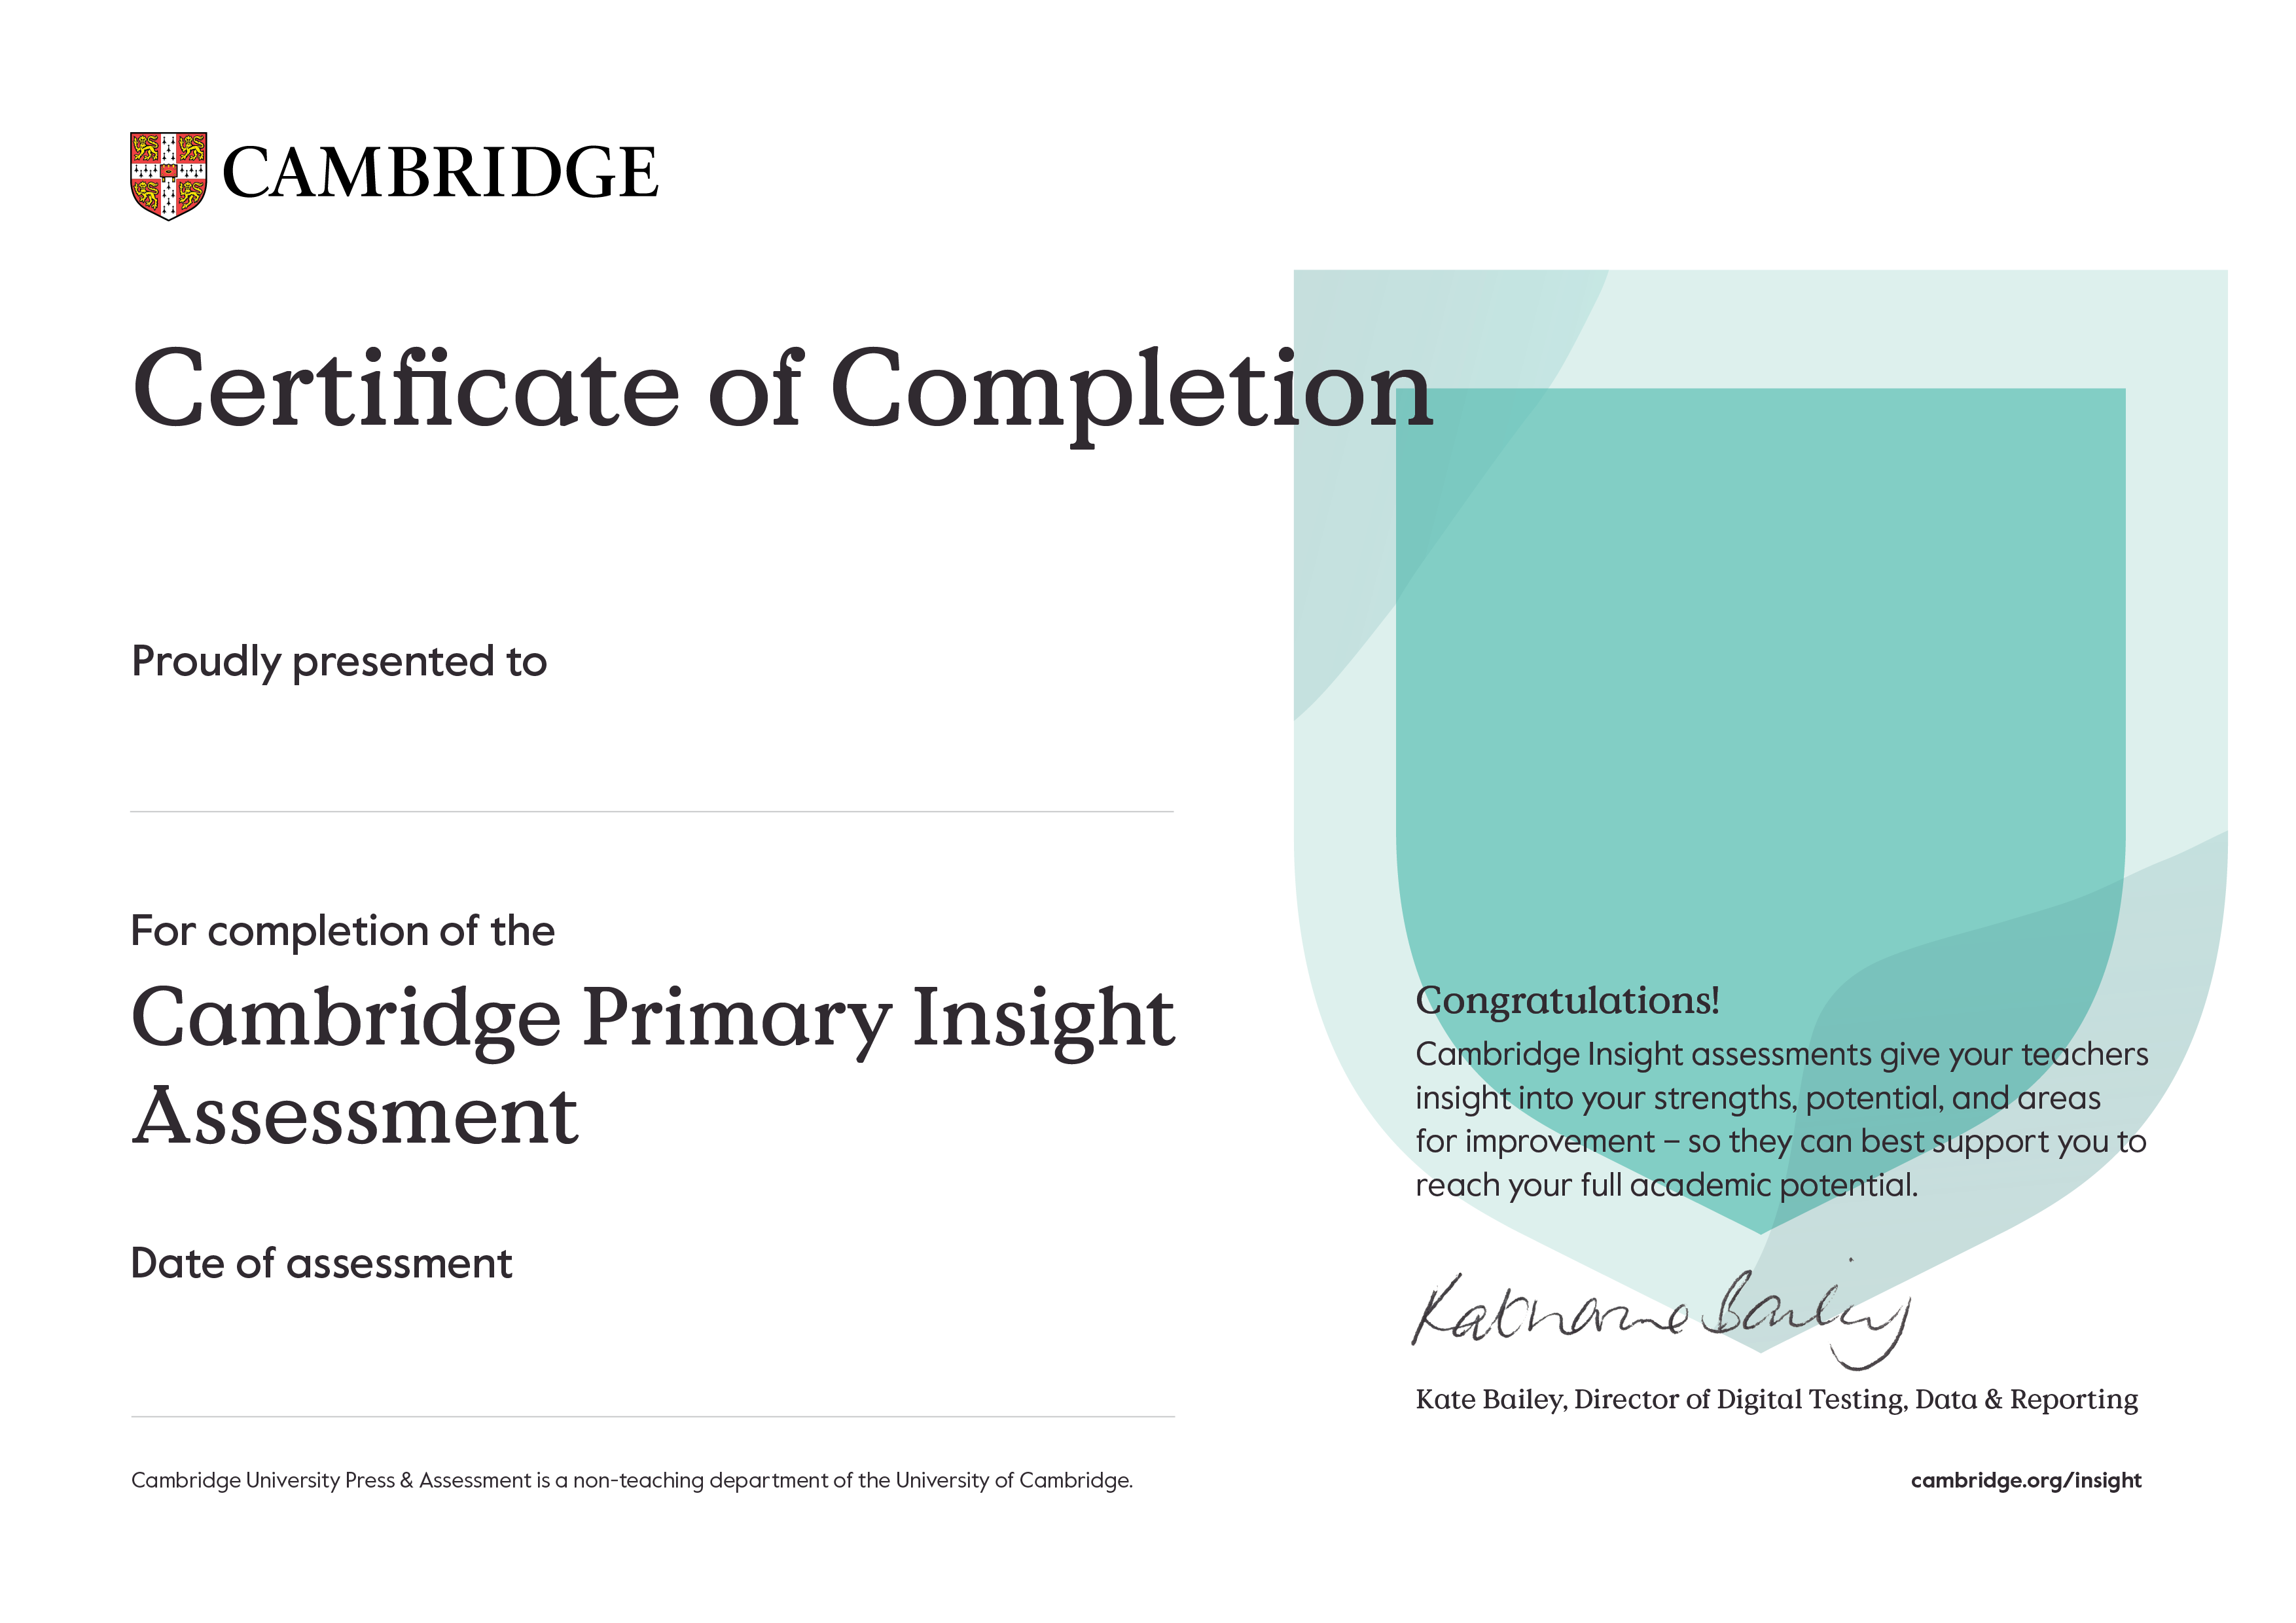 CAMBRIDGE
Certificate of Completion
Proudly presented to
For completion of the
Cambridge Primary Insight
Assessment
Date of assessment
Congratulations!
Cambridge Insight assessments give your teachers
insight into your strengths, potential, and areas
for improvement – so they can best support you to
reach your full academic potential.
Katharine Bailey
Kate Bailey, Director of Digital Testing, Data & Reporting
Cambridge University Press & Assessment is a non-teaching department of the University of Cambridge.
cambridge.org/insight